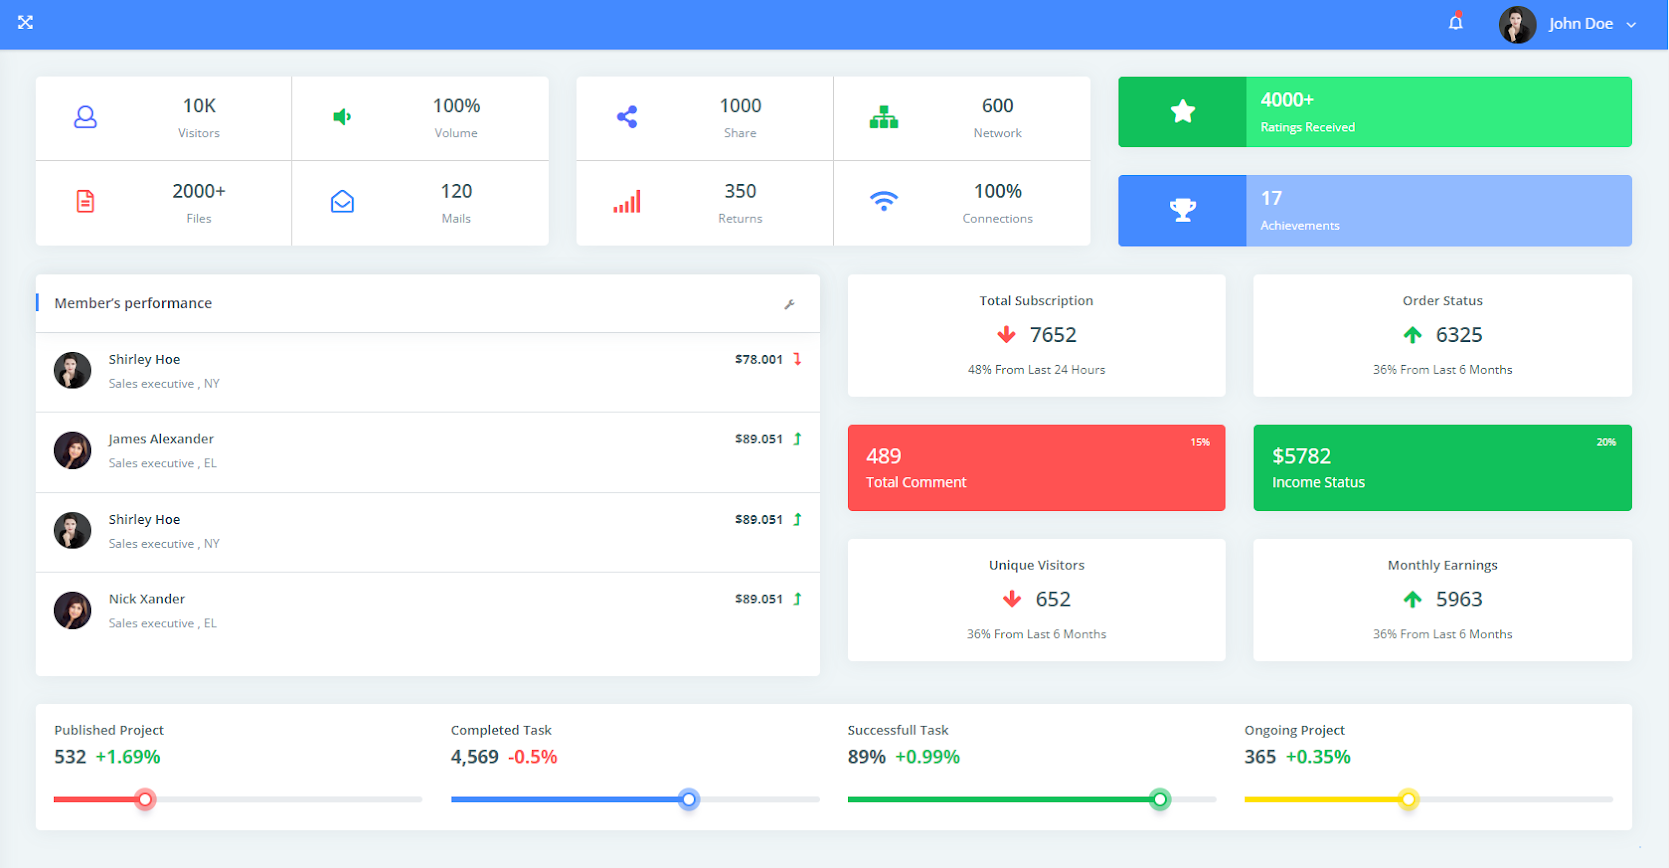 John Doe
10K
Visitors
100%
Volume
2000+
Files
120
Mails
1000
Share
600
Network
350
Returns
100%
Connections
4000+
Ratings Received
17
Achievements
Member's performance
Shirley Hoe
$78.001
Sales executive , NY
James Alexander
$89.051
Sales executive , EL
Shirley Hoe
$89.051
Sales executive , NY
Nick Xander
$89.051
Sales executive , EL
Total Subscription
7652
48% From Last 24 Hours
Order Status
6325
36% From Last 6 Months
15%
489
Total Comment
20%
$5782
Income Status
Unique Visitors
652
36% From Last 6 Months
Monthly Earnings
5963
36% From Last 6 Months
Published Project
532 +1.69%
Completed Task
4,569 -0.5%
Successfull Task
89% +0.99%
Ongoing Project
365 +0.35%